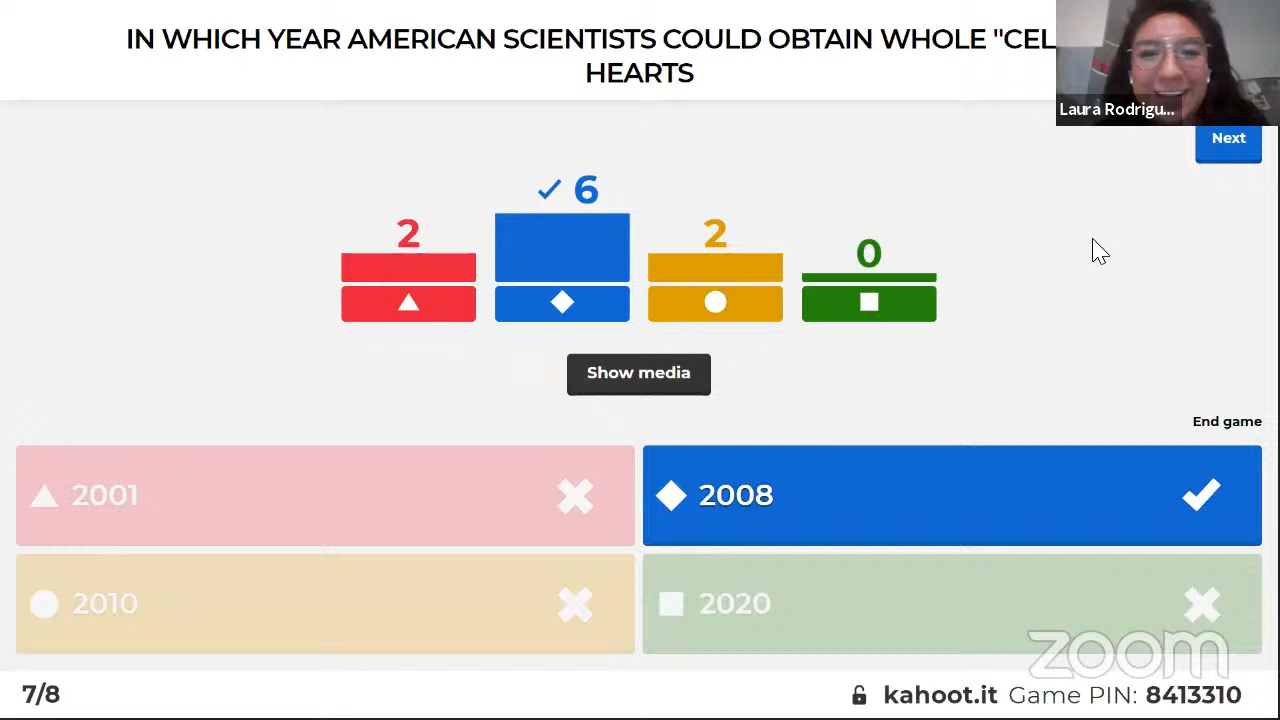 IN WHICH YEAR AMERICAN SCIENTISTS COULD OBTAIN WHOLE "CEL
HEARTS
Laura Rodrigu...
Next
6
2
2
0
Show media
End game
2001
2008
2010
2020
zoom
7/8
kahoot.it Game PIN: 8413310